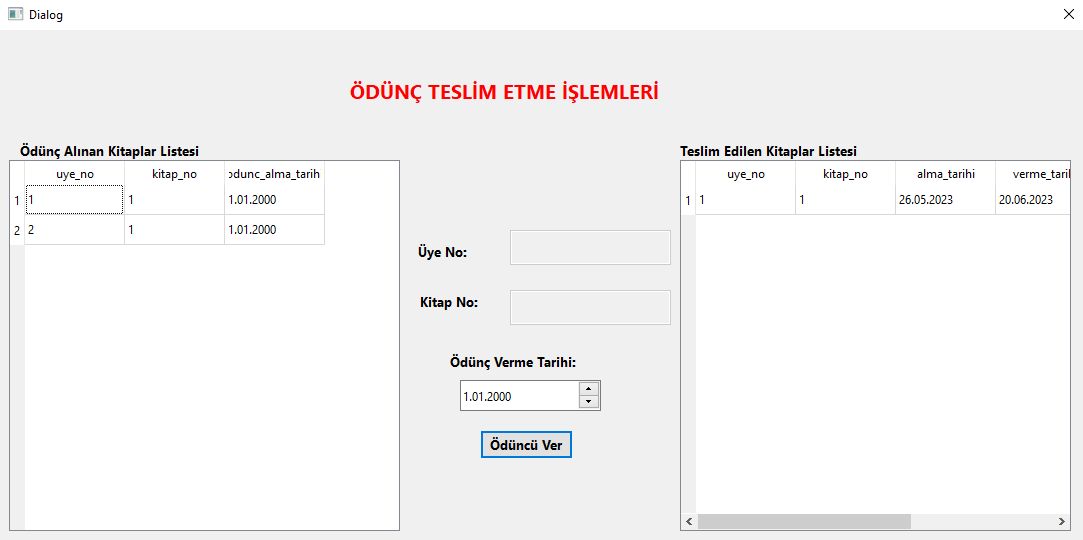 Dialog
ÖDÜNÇ TESLİM ETME İŞLEMLERİ
Ödünç Alınan Kitaplar Listesi
uye_no kitap_no odunc_alma_tarih
1 1 1 1.01.2000
2 2 1 1.01.2000
Üye No:
Kitap No:
Ödünç Verme Tarihi:
1.01.2000
Ödüncü Ver
Teslim Edilen Kitaplar Listesi
uye_no kitap_no alma_tarihi verme_tari
1 1 1 26.05.2023 20.06.2023